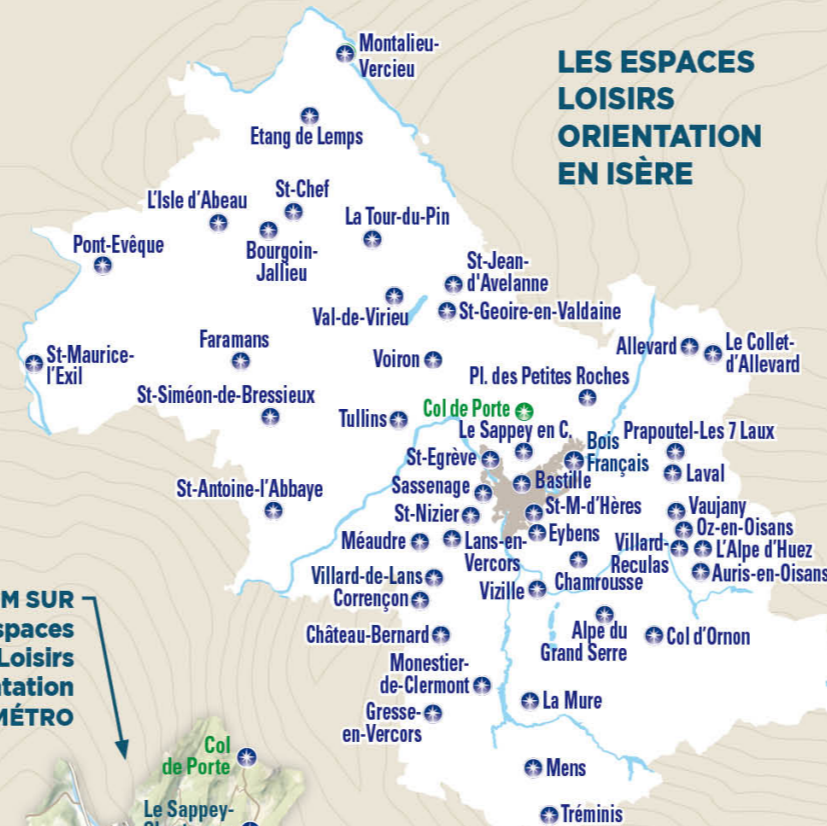 LES ESPACES
LOISIRS
ORIENTATION
EN ISÈRE
Montalieu-
Vercieu
Etang de Lemps
St-Chef
L'Isle d'Abeau
La Tour-du-Pin
Bourgoin-
Jallieu
Pont-Evêque
St-Jean-
d'Avelanne
Val-de-Virieu
St-Geoire-en-Valdaine
Faramans
St-Maurice-
l'Exil
Voiron
Allevard
Le Collet-
d'Allevard
Pl. des Petites Roches
St-Siméon-de-Bressieux
Tullins
Col de Porte
Le Sappey en C.
Bois
Français
Prapoutel-Les 7 Laux
St-Egrève
Laval
Sassenage
Bastille
St-Antoine-l'Abbaye
St-Nizier
St-M-d'Hères
Vaujany
Oz-en-Oisans
Méaudre
Lans-en-
Vercors
Eybens
Villard-
Reculas
L'Alpe d'Huez
Auris-en-Oisans
Villard-de-Lans
Chamrousse
Corrençon
Vizille
Château-Bernard
Alpe du
Grand Serre
Col d'Ornon
Monestier-
de-Clermont
La Mure
Gresse-
en-Vercors
Mens
Tréminis
M SUR
spaces
Loisirs
ntation
MÉTRO
Col
de Porte
Le Sappey-